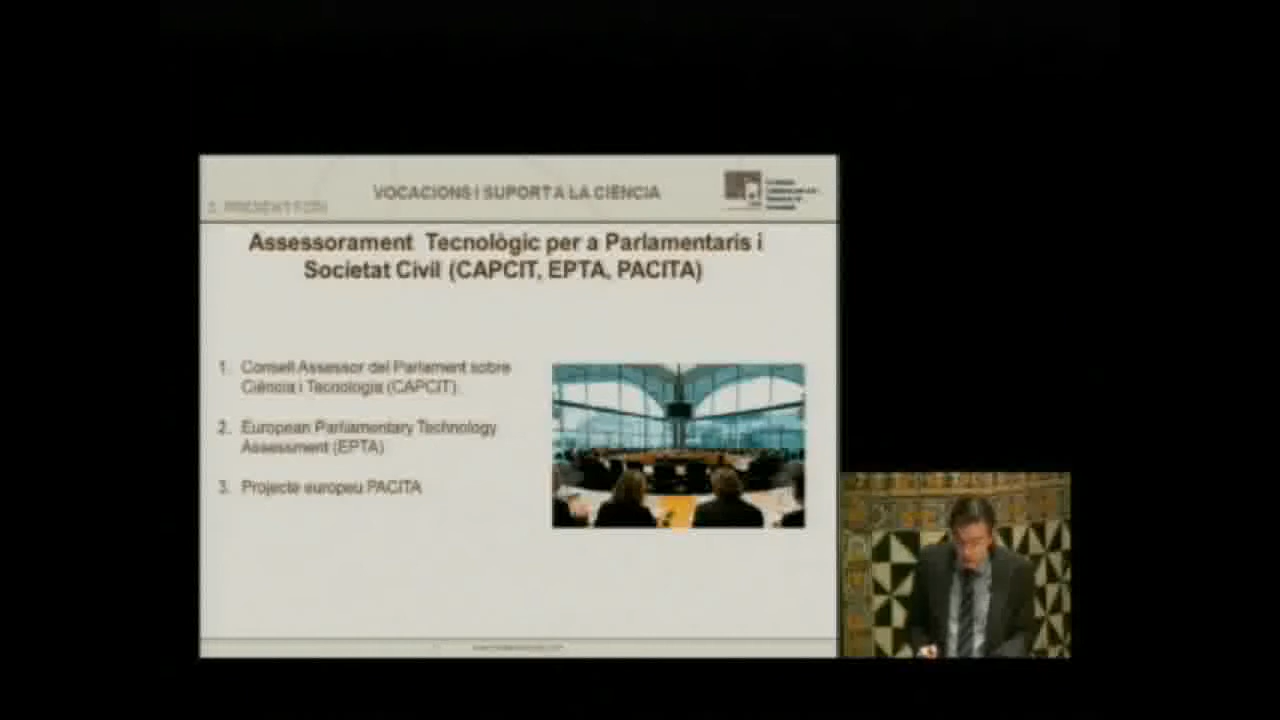 VOCACIONS I SUPORT A LA CIÈNCIA
Assessorament Tecnològic per a Parlamentaris i
Societat Civil (CAPCIT, EPTA, PACITA)
1. Consell Assessor del Parlament sobre
Ciència i Tecnologia (CAPCIT).
2. European Parliamentary Technology
Assessment (EPTA)
3. Projecte europeu PACITA